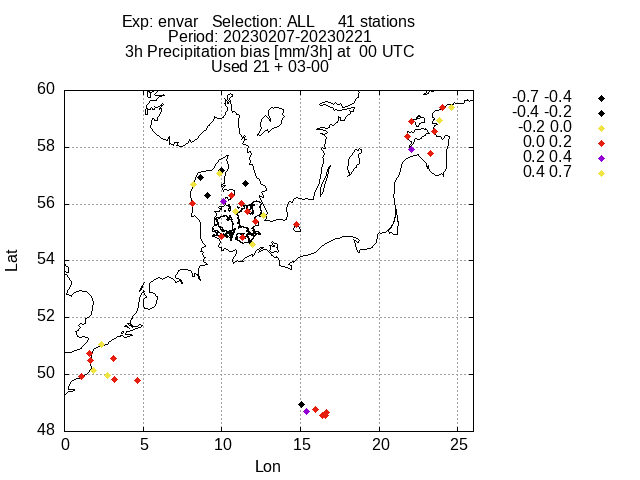 Exp: envar   Selection: ALL      41 stations
Period: 20230207-20230221
3h Precipitation bias [mm/3h] at  00 UTC
Used 21 + 03-00
-0.7 -0.4
-0.4 -0.2
-0.2 0.0
0.0 0.2
0.2 0.4
0.4 0.7
60
58
56
54
52
50
48
Lat
0 5 10 15 20 25
Lon